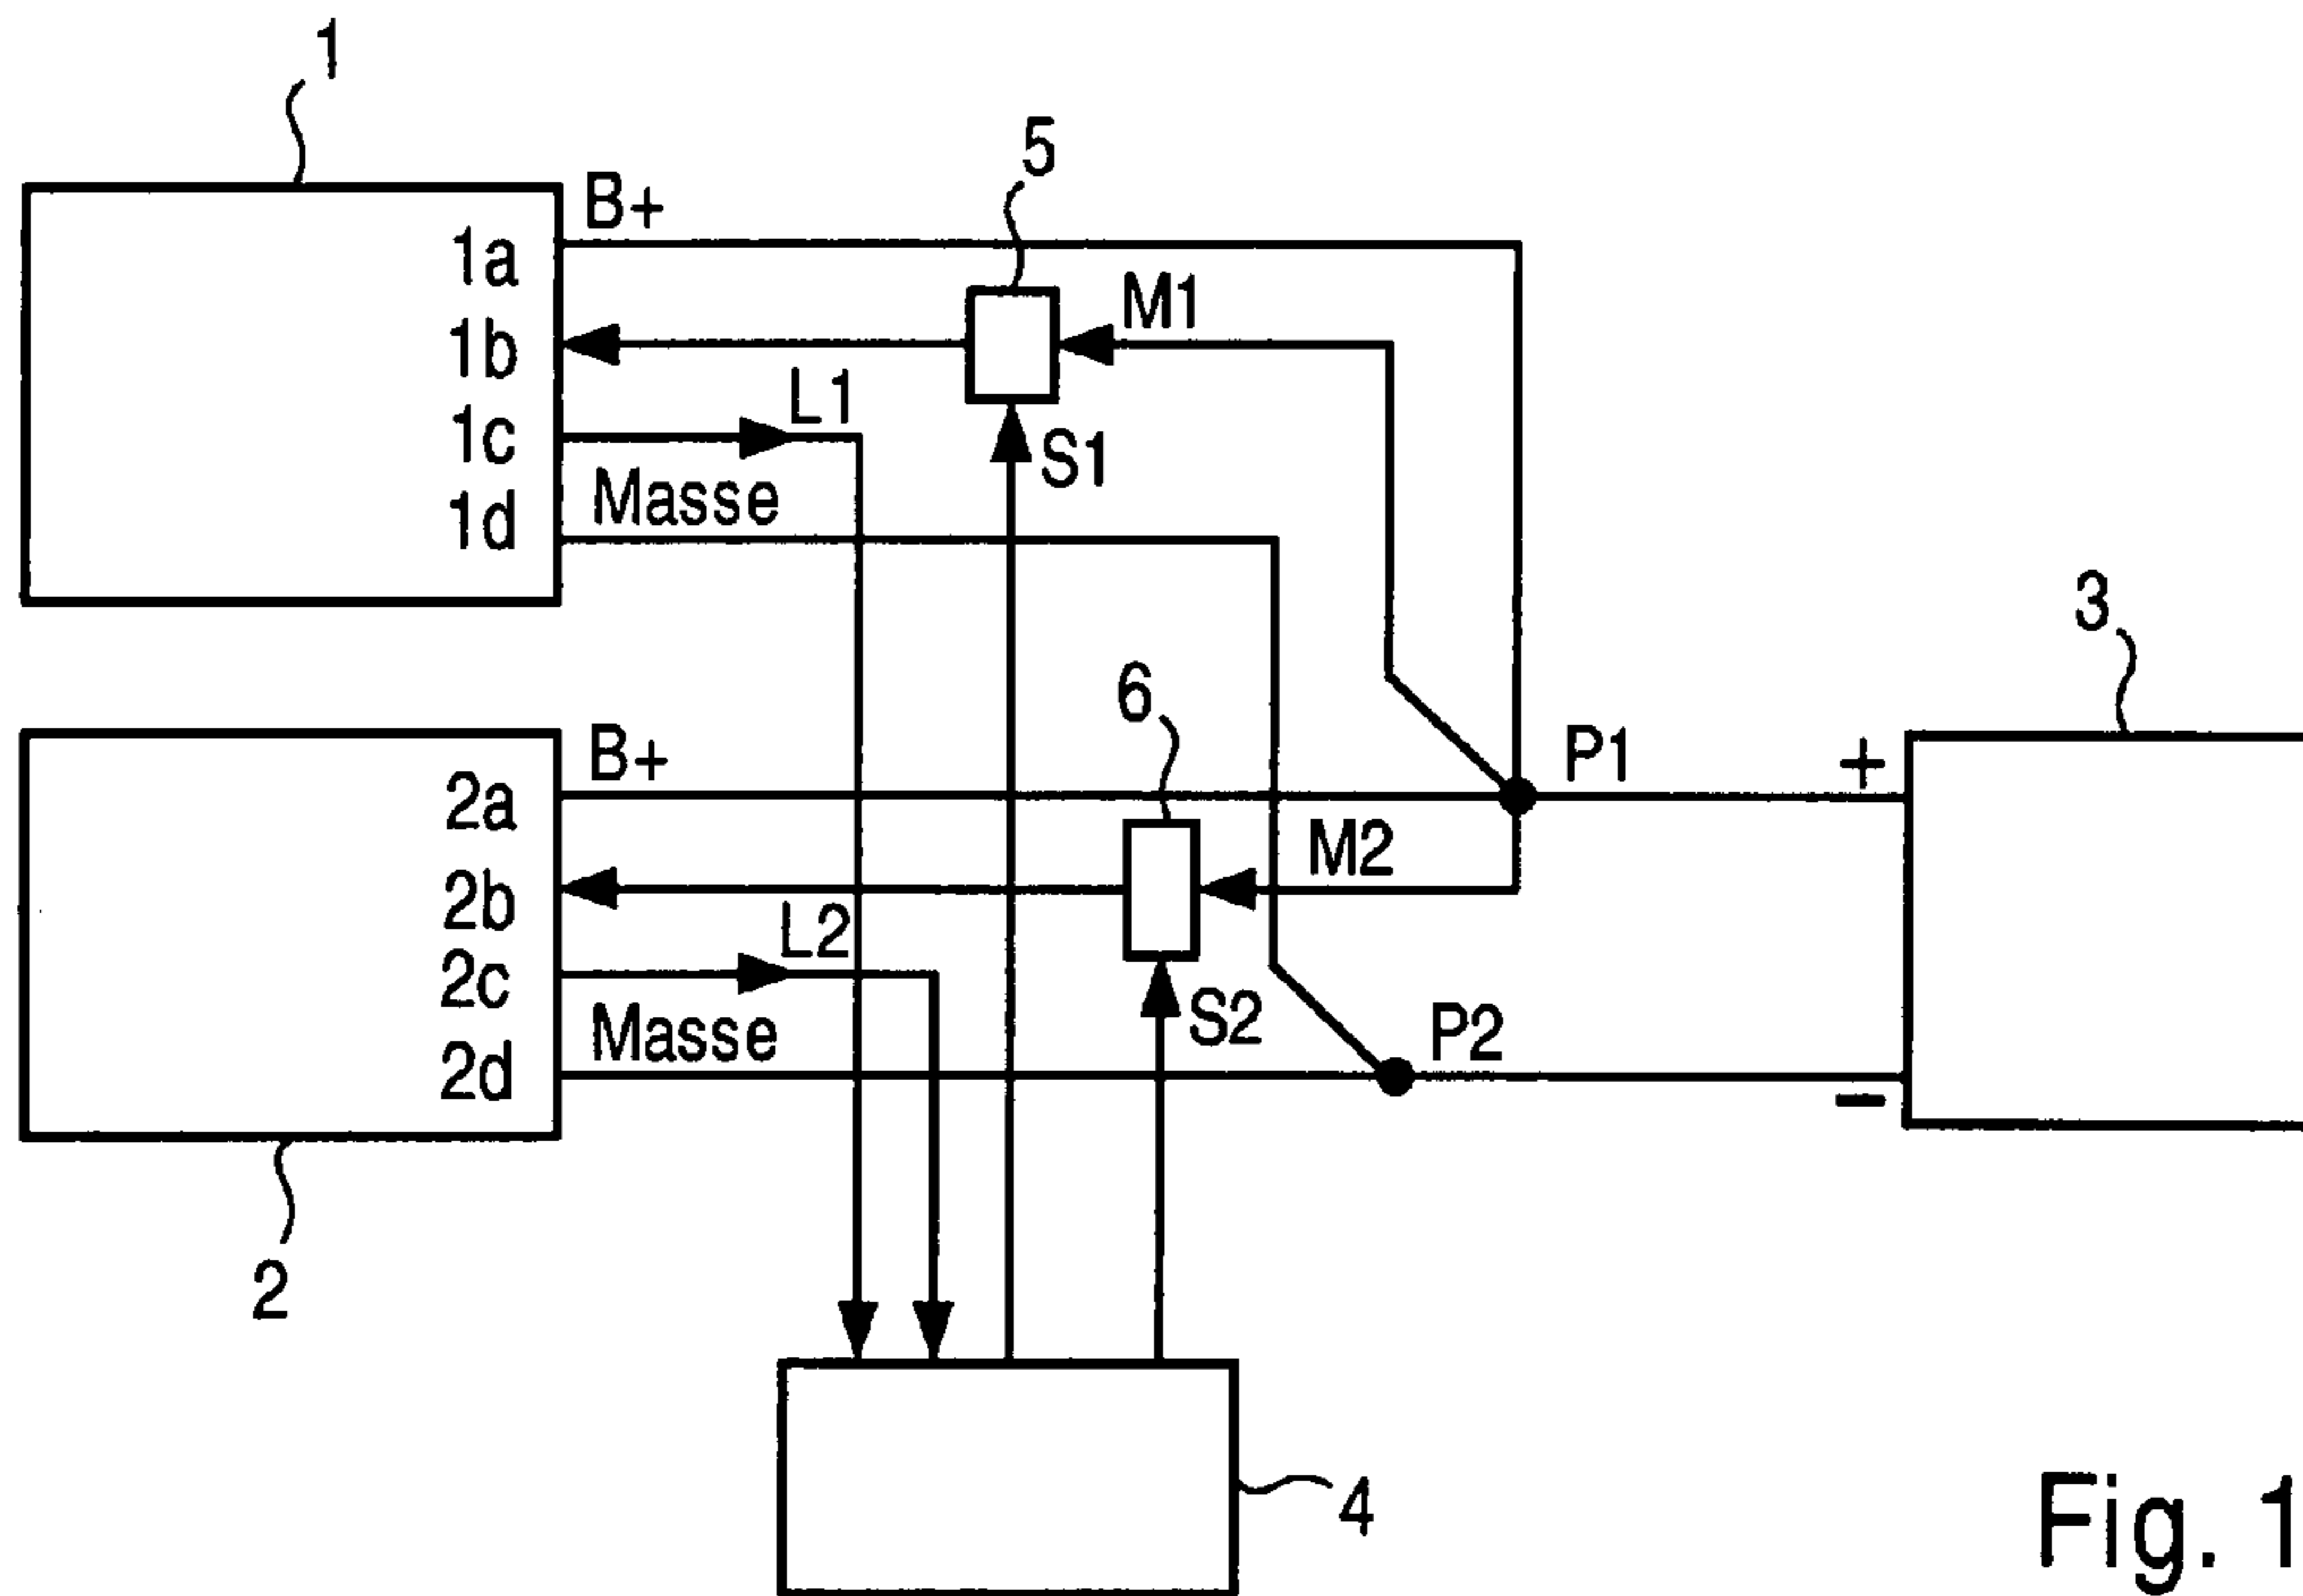 1
5
B+
1a
M1
1b
L1
1c
S1
Masse
1d
3
6
B+
P1
+
2a
M2
2b
L2
2c
S2
Masse
P2
2d
−
2
4
Fig. 1